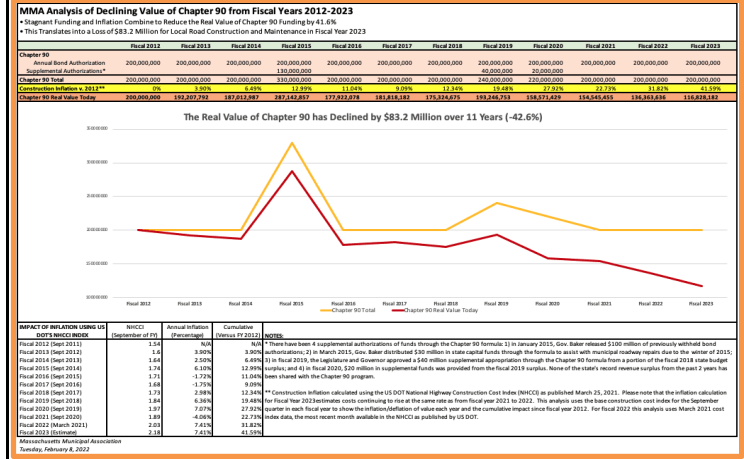 MMA Analysis of Declining Value of Chapter 90 from Fiscal Years 2012-2023
• Stagnant Funding and Inflation Combine to Reduce the Real Value of Chapter 90 Funding by 41.6%
• This Translates into a Loss of $83.2 Million for Local Road Construction and Maintenance in Fiscal Year 2023
Fiscal 2012 Fiscal 2013 Fiscal 2014 Fiscal 2015 Fiscal 2016 Fiscal 2017 Fiscal 2018 Fiscal 2019 Fiscal 2020 Fiscal 2021 Fiscal 2022 Fiscal 2023
Chapter 90
Annual Bond Authorization 200,000,000 200,000,000 200,000,000 200,000,000 200,000,000 200,000,000 200,000,000 200,000,000 200,000,000 200,000,000 200,000,000 200,000,000
Supplemental Authorizations* 130,000,000 40,000,000 20,000,000
Chapter 90 Total 200,000,000 200,000,000 200,000,000 330,000,000 200,000,000 200,000,000 200,000,000 240,000,000 220,000,000 200,000,000 200,000,000 200,000,000
Construction Inflation v. 2012** 0% 3.90% 6.49% 12.99% 11.04% 9.09% 12.34% 19.48% 27.92% 22.73% 31.82% 41.59%
Chapter 90 Real Value Today 200,000,000 192,207,792 187,012,987 287,142,857 177,922,078 181,818,182 175,324,675 193,246,753 158,571,429 154,545,455 136,363,636 116,828,182
The Real Value of Chapter 90 has Declined by $83.2 Million over 11 Years (-42.6%)
350000000
300000000
250000000
200000000
150000000
100000000
Fiscal 2012 Fiscal 2013 Fiscal 2014 Fiscal 2015 Fiscal 2016 Fiscal 2017 Fiscal 2018 Fiscal 2019 Fiscal 2020 Fiscal 2021 Fiscal 2022 Fiscal 2023
Chapter 90 Total Chapter 90 Real Value Today
IMPACT OF INFLATION USING US NHCCI Annual Inflation Cumulative
DOT'S NHCCI INDEX (September of FY) (Percentage) (Versus FY 2012) NOTES:
Fiscal 2012 (Sept 2011) 1.54 N/A N/A * There have been 4 supplemental authorizations of funds through the Chapter 90 formula: 1) in January 2015, Gov. Baker released $100 million of previously withheld bond
Fiscal 2013 (Sept 2012) 1.6 3.90% 3.90% authorizations; 2) in March 2015, Gov. Baker distributed $30 million in state capital funds through the formula to assist with municipal roadway repairs due to the winter of 2015;
Fiscal 2014 (Sept 2013) 1.64 2.50% 6.49% 3) in fiscal 2019, the Legislature and Governor approved a $40 million supplemental appropriation through the Chapter 90 formula from a portion of the fiscal 2018 state budget
Fiscal 2015 (Sept 2014) 1.74 6.10% 12.99% surplus; and 4) in fiscal 2020, $20 million in supplemental funds was provided from the fiscal 2019 surplus. None of the state's record revenue surplus from the past 2 years has
Fiscal 2016 (Sept 2015) 1.71 -1.72% 11.04% been shared with the Chapter 90 program.
Fiscal 2017 (Sept 2016) 1.68 -1.75% 9.09%
Fiscal 2018 (Sept 2017) 1.73 2.98% 12.34% ** Construction Inflation calculated using the US DOT National Highway Construction Cost Index (NHCCI) as published March 25, 2021. Please note that the inflation calculation
Fiscal 2019 (Sept 2018) 1.84 6.36% 19.48% for Fiscal Year 2023estimates costs continuing to rise at the same rate as from fiscal year 2021 to 2022. This analysis uses the base construction cost index for the September
Fiscal 2020 (Sept 2019) 1.97 7.07% 27.92% quarter in each fiscal year to show the inflation/deflation of value each year and the cumulative impact since fiscal year 2012. For fiscal 2022 this analysis uses March 2021 cost
Fiscal 2021 (Sept 2020) 1.89 -4.06% 22.73% index data, the most recent month available in the NHCCI as published by US DOT.
Fiscal 2022 (March 2021) 2.03 7.41% 31.82%
Fiscal 2023 (Estimate) 2.18 7.41% 41.59%
Massachusetts Municipal Association
Tuesday, February 8, 2022